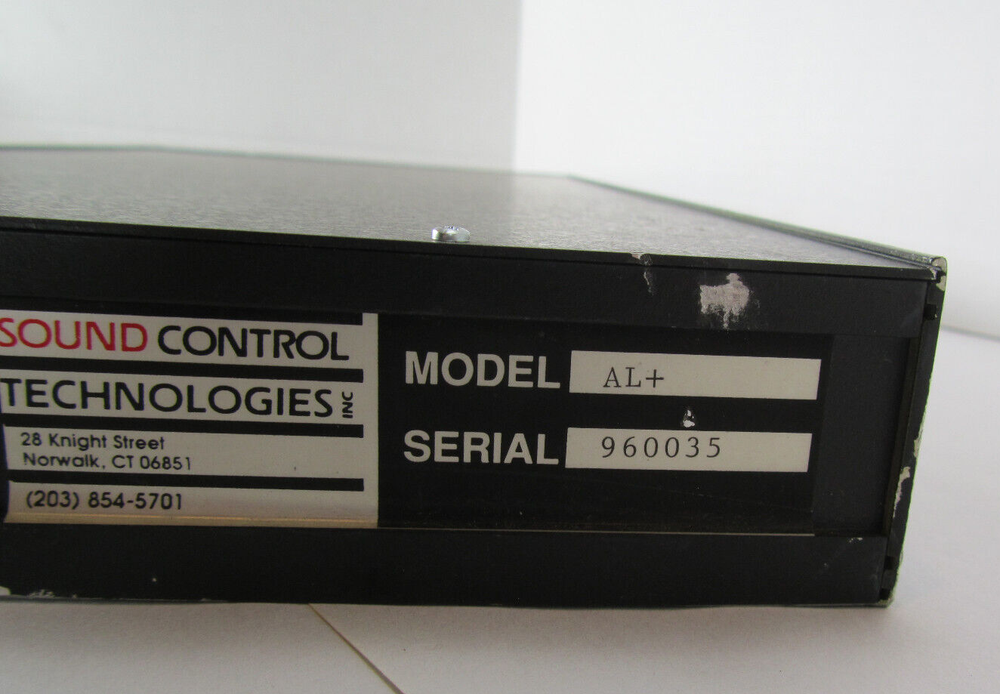 SOUND CONTROL
TECHNOLOGIES INC
28 Knight Street
Norwalk, CT 06851
(203) 854-5701
MODEL AL+
SERIAL 960035